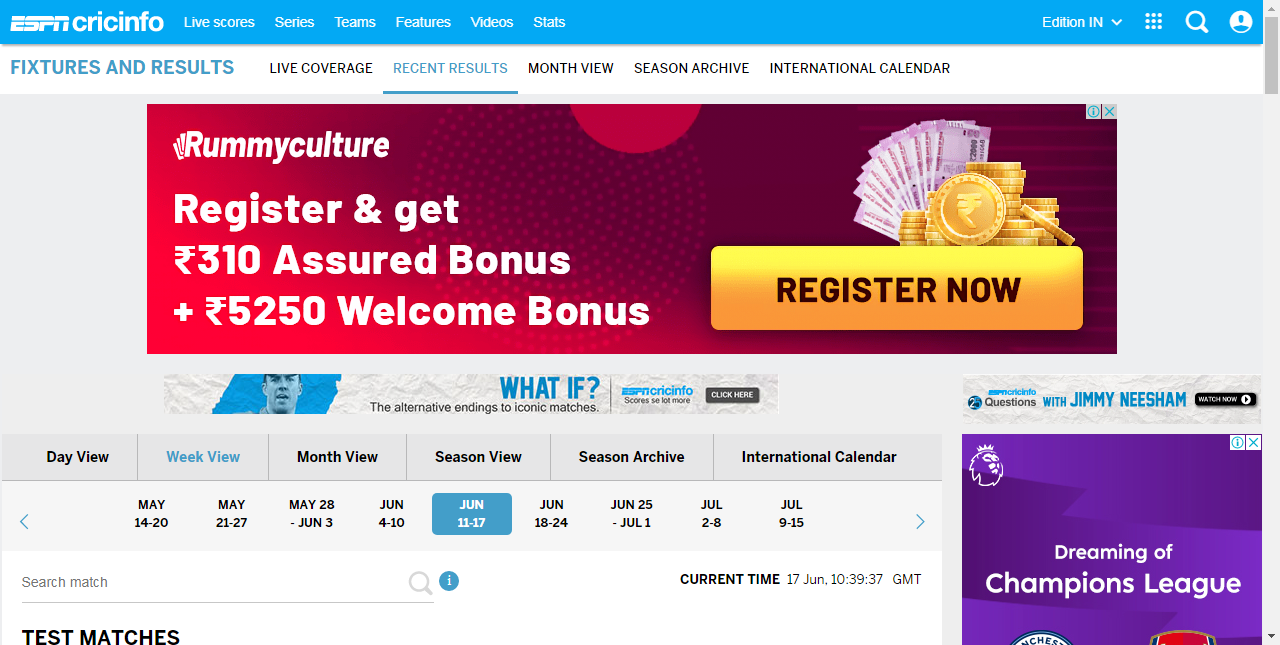 ESPN cricinfo Live scores Series Teams Features Videos Stats Edition IN
FIXTURES AND RESULTS LIVE COVERAGE RECENT RESULTS MONTH VIEW SEASON ARCHIVE INTERNATIONAL CALENDAR
Rummyculture
Register & get
₹310 Assured Bonus
+ ₹5250 Welcome Bonus
REGISTER NOW
WHAT IF?
The alternative endings to iconic matches.
ESPN cricinfo
Scores se lot more
CLICK HERE
ESPN cricinfo
25 Questions WITH JIMMY NEESHAM WATCH NOW
Day View Week View Month View Season View Season Archive International Calendar
MAY MAY MAY 28 JUN JUN JUN JUN 25 JUL JUL
14-20 21-27 - JUN 3 4-10 11-17 18-24 - JUL 1 2-8 9-15
Search match
CURRENT TIME 17 Jun, 10:39:37 GMT
TEST MATCHES
Dreaming of
Champions League